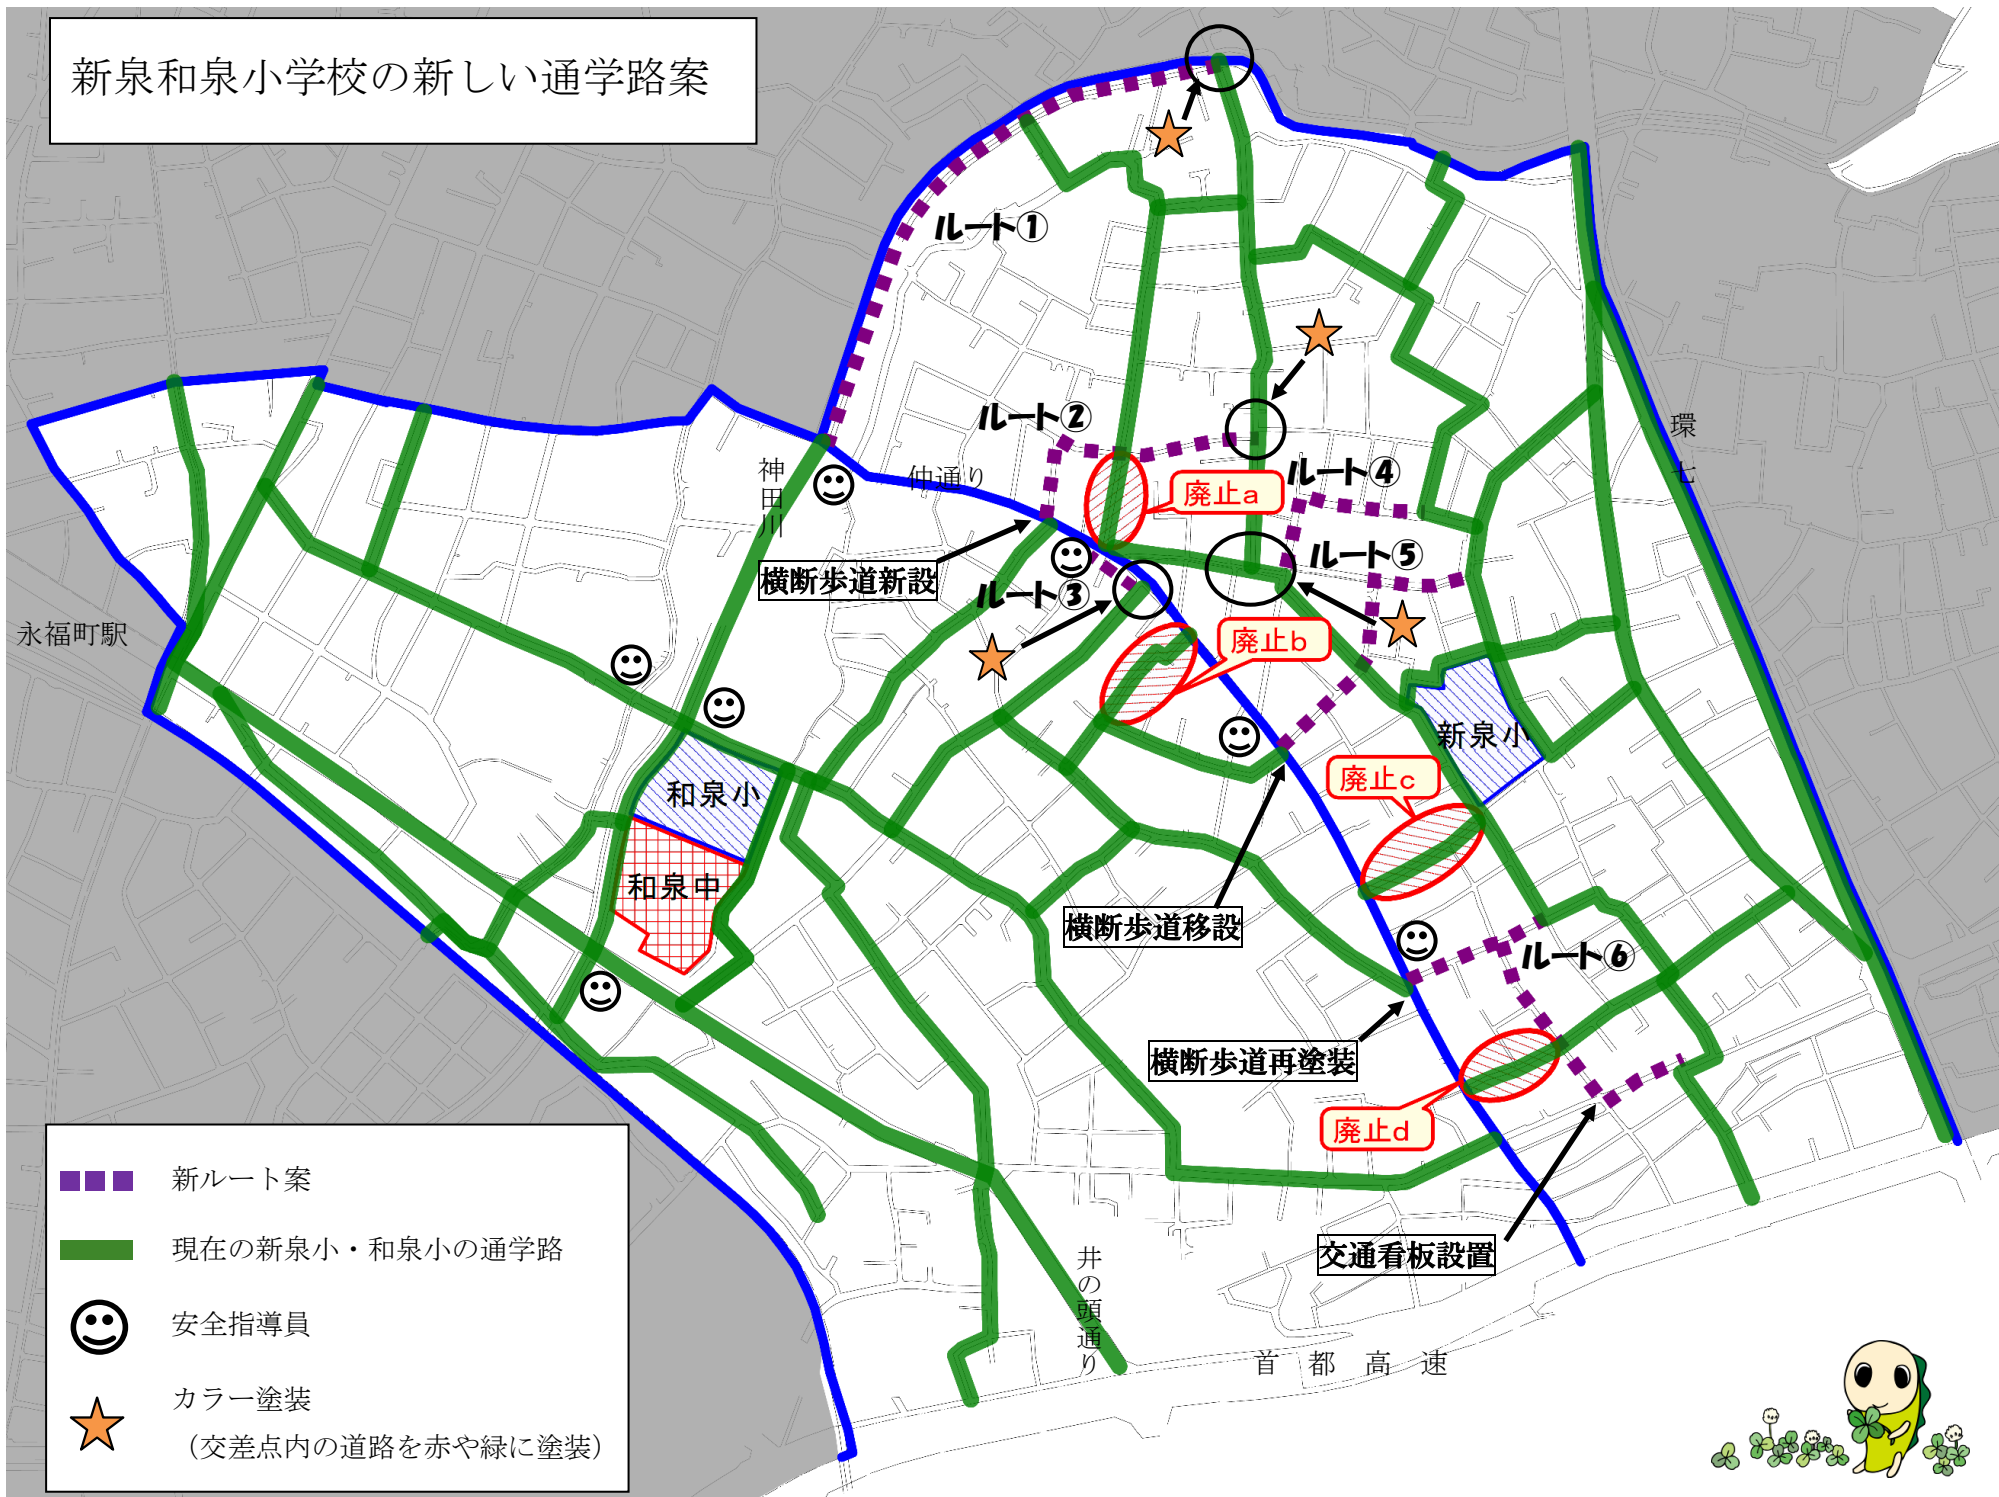 新泉和泉小学校の新しい通学路案
ルート①
ルート②
環七
神田川
仲通り
ルート④
廃止a
ルート⑤
横断歩道新設
ルート③
永福町駅
廃止b
新泉小
廃止c
和泉小
和泉中
横断歩道移設
ルート⑥
横断歩道再塗装
廃止d
交通看板設置
井の頭通り
首都高速
新ルート案
現在の新泉小・和泉小の通学路
安全指導員
カラー塗装
（交差点内の道路を赤や緑に塗装）